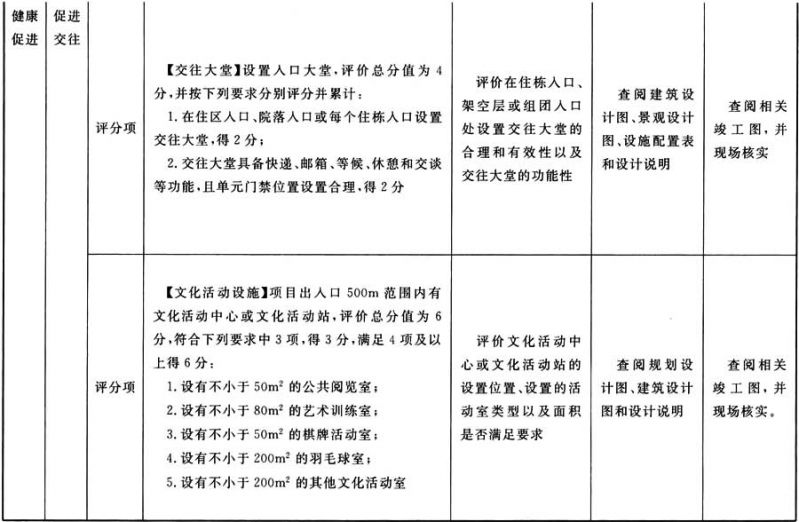 健康
促进
促进
交往
评分项
【交往大堂】设置入口大堂,评价总分值为 4
分,并按下列要求分别评分并累计:
1. 在住区入口、院落入口或每个住栋入口设置
交往大堂,得 2 分;
2. 交往大堂具备快递、邮箱、等候、休憩和交谈
等功能,且单元门禁位置设置合理,得 2 分
评价在住栋入口、
架空层或组团入口
处设置交往大堂的
合理和有效性以及
交往大堂的功能性
查阅建筑设
计图、景观设计
图、设施配置表
和设计说明
查阅相关
竣工图,并
现场核实
评分项
【文化活动设施】项目出入口 500m 范围内有
文化活动中心或文化活动站,评价总分值为 6
分,符合下列要求中 3 项,得 3 分,满足 4 项及以
上得 6 分:
1. 设有不小于 50m² 的公共阅览室;
2. 设有不小于 80m² 的艺术训练室;
3. 设有不小于 50m² 的棋牌活动室;
4. 设有不小于 200m² 的羽毛球室;
5. 设有不小于 200m² 的其他文化活动室
评价文化活动中
心或文化活动站的
设置位置、设置的活
动室类型以及面积
是否满足要求
查阅规划设
计图、建筑设计
图和设计说明
查阅相关
竣工图,并
现场核实。